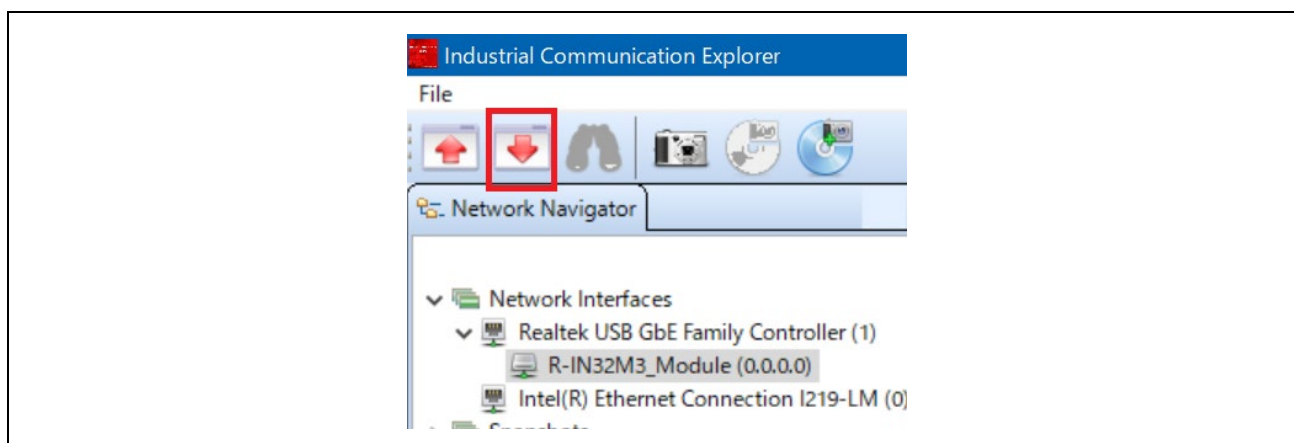 Industrial Communication Explorer
File
Network Navigator
Network Interfaces
Realtek USB GbE Family Controller (1)
R-IN32M3_Module (0.0.0.0)
Intel(R) Ethernet Connection I219-LM (0)